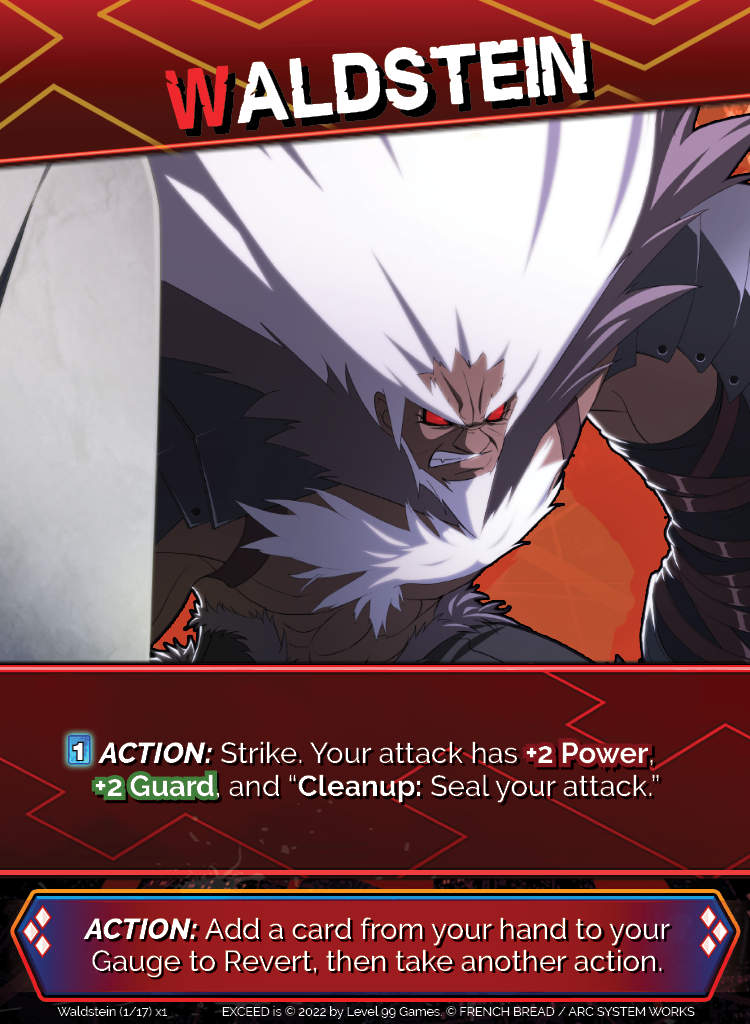 WALDSTEIN
1 ACTION: Strike. Your attack has +2 Power,
+2 Guard, and “Cleanup: Seal your attack.”
ACTION: Add a card from your hand to your
Gauge to Revert, then take another action.
Waldstein (1/17) x1 EXCEED is © 2022 by Level 99 Games. © FRENCH BREAD / ARC SYSTEM WORKS